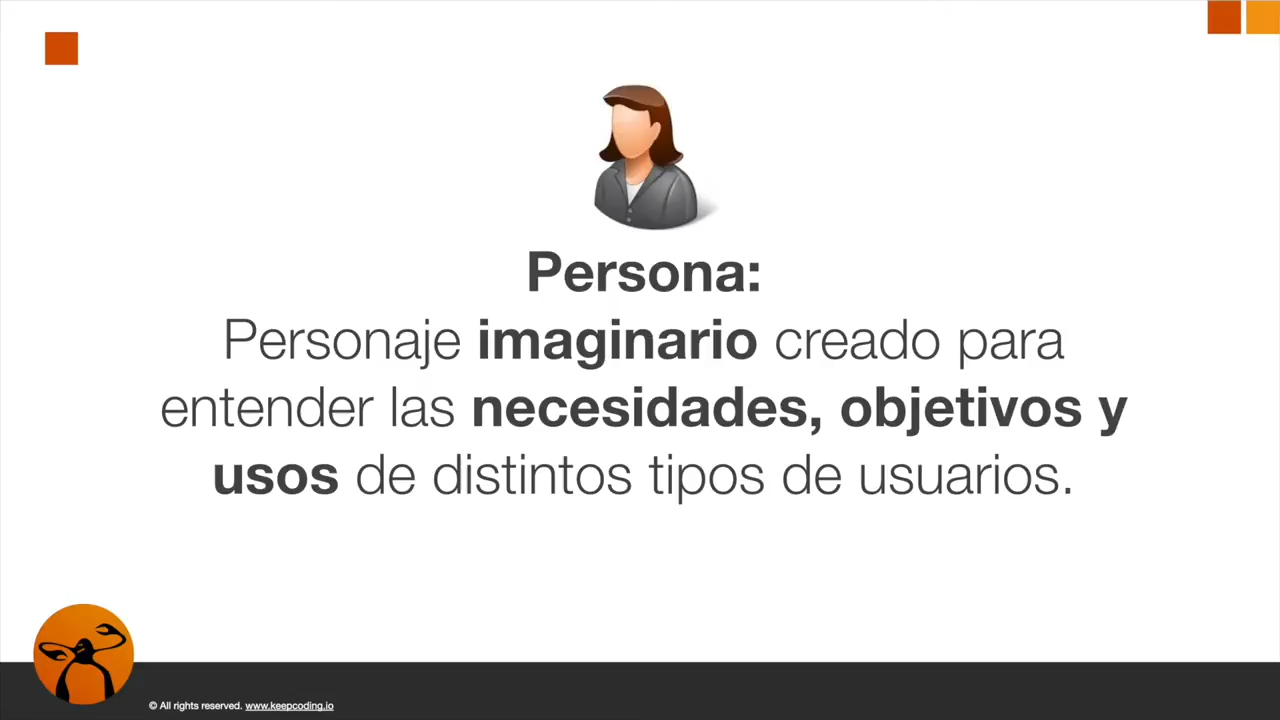 Persona:
Personaje imaginario creado para
entender las necesidades, objetivos y
usos de distintos tipos de usuarios.
© All rights reserved. www.keepcoding.io